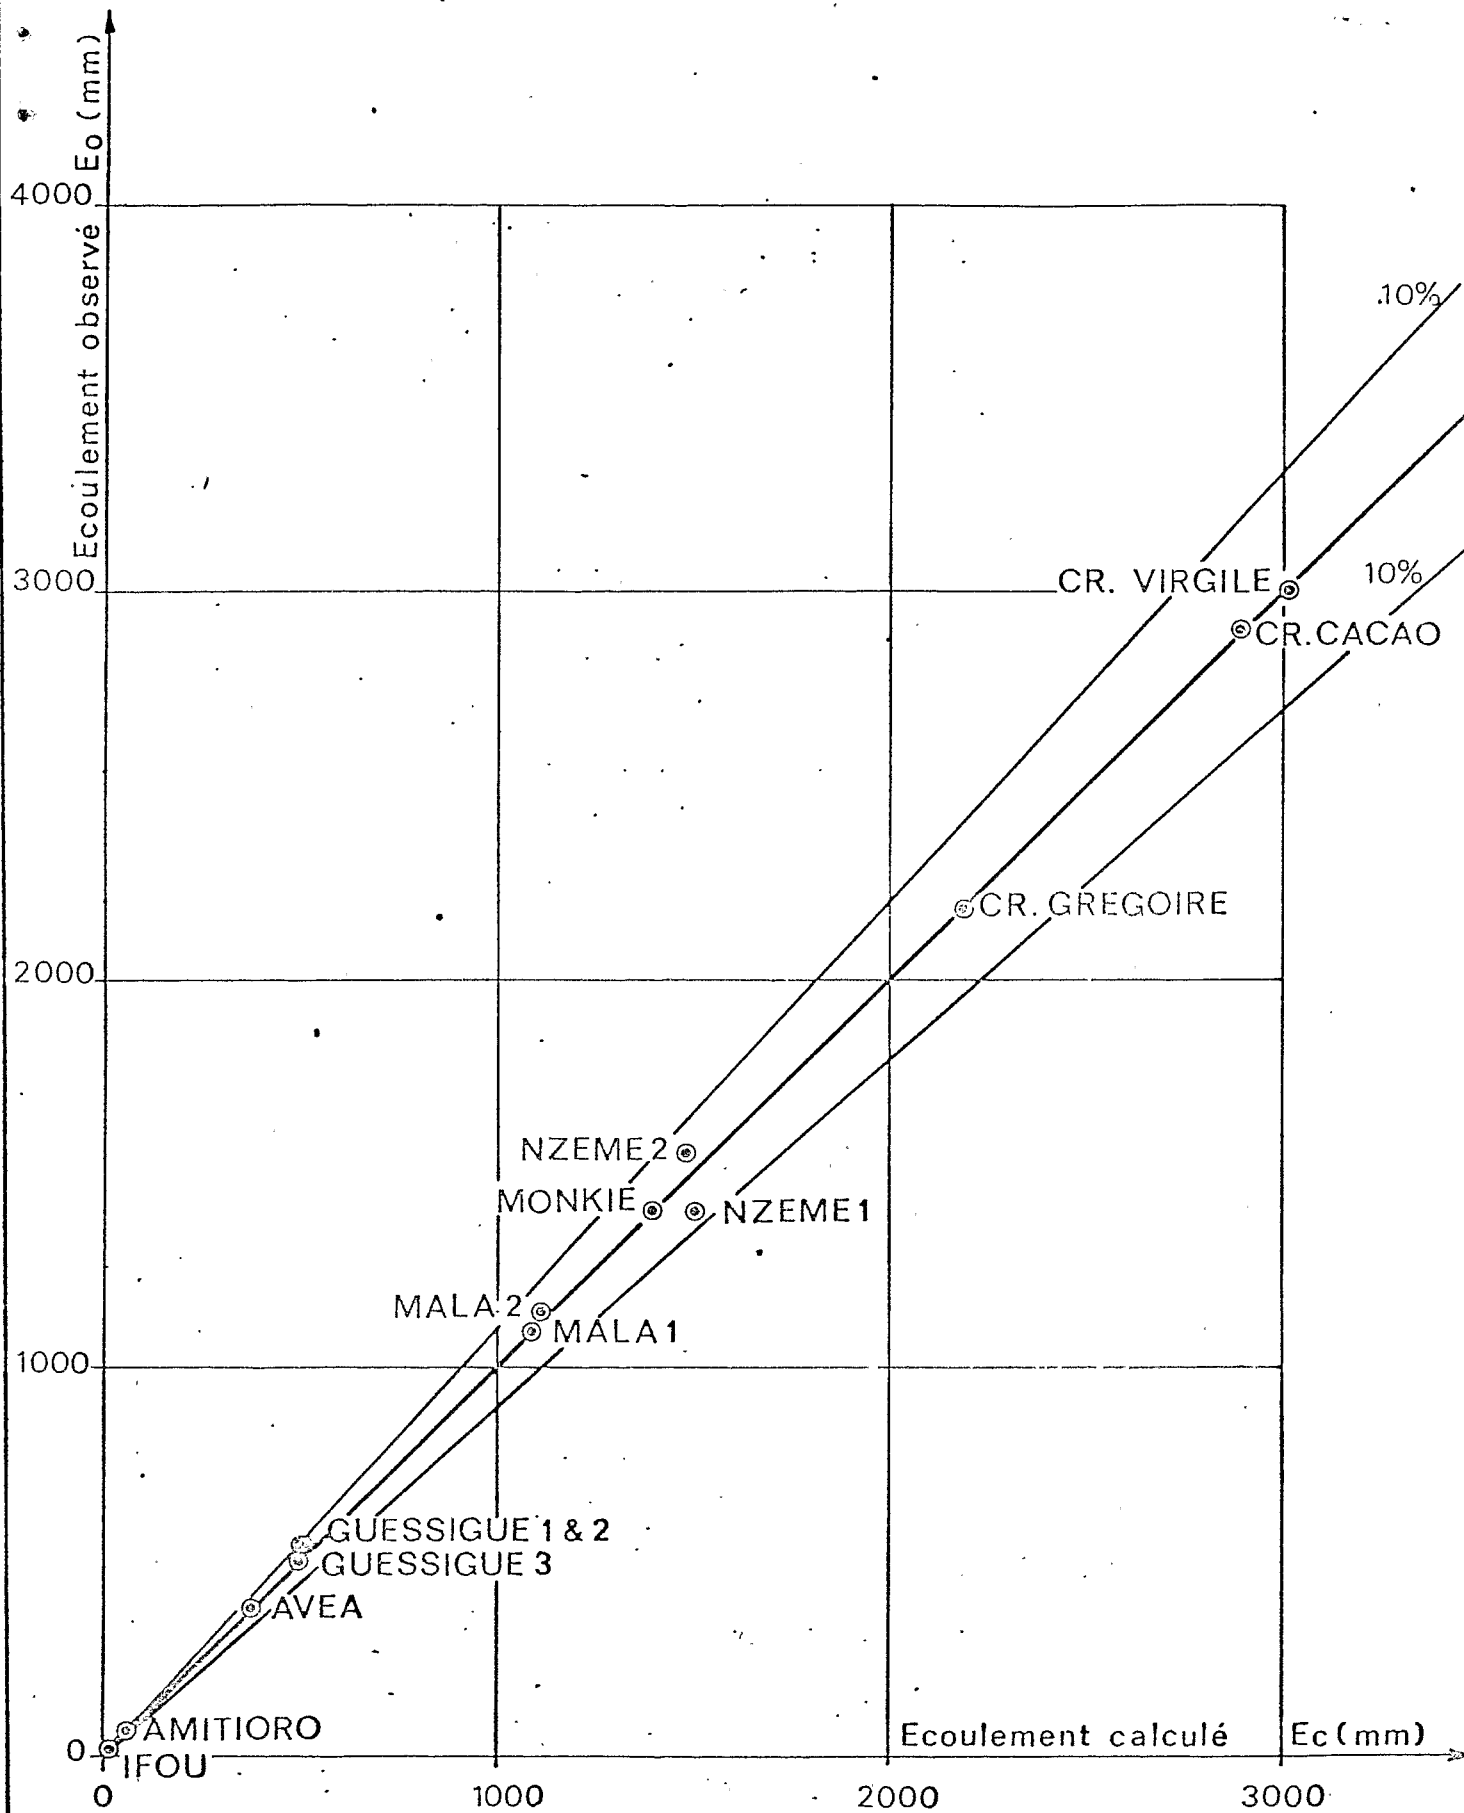 Ecoulement observé Eo (mm)
4000
10%
3000
CR. VIRGILE
10%
CR. CACAO
CR. GREGOIRE
2000
NZEME 2
MONKIE
NZEME 1
MALA 2
MALA 1
1000
GUESSIGUE 1 & 2
GUESSIGUE 3
AVEA
AMITIORO
Ecoulement calculé Ec (mm)
0
IFOU
0 1000 2000 3000